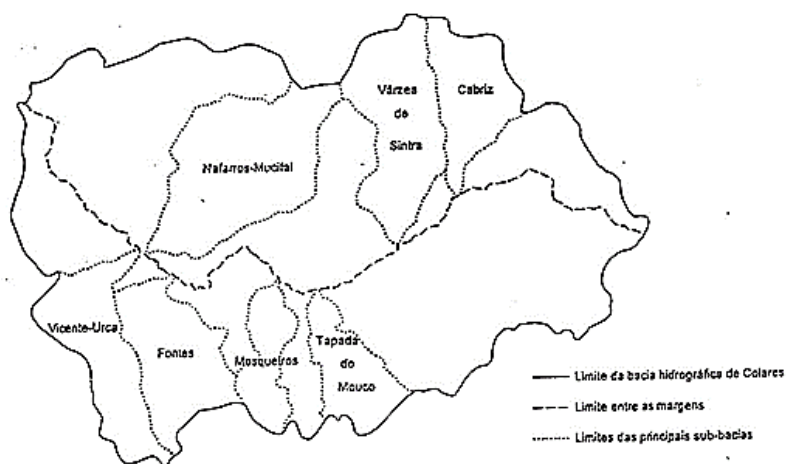 Várzea
de
Sintra
Cabriz
Nafarros-Mucifal
Vicente-Urca
Fontes
Mosqueiros
Tapada
do
Mouco
Limite da bacia hidrográfica de Colares
Limite entre as margens
Limites das principais sub-bacias